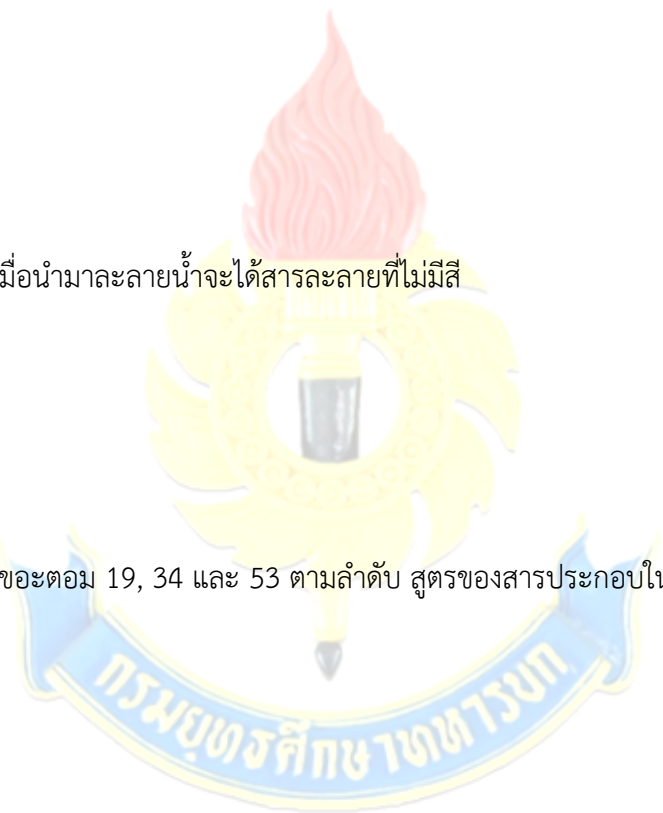 มื่อนำมาละลายน้ำจะได้สารละลายที่ไม่มีสี
ขอะตอม 19, 34 และ 53 ตามลำดับ สูตรของสารประกอบใน
กรมยุทธศึกษาทหารบก